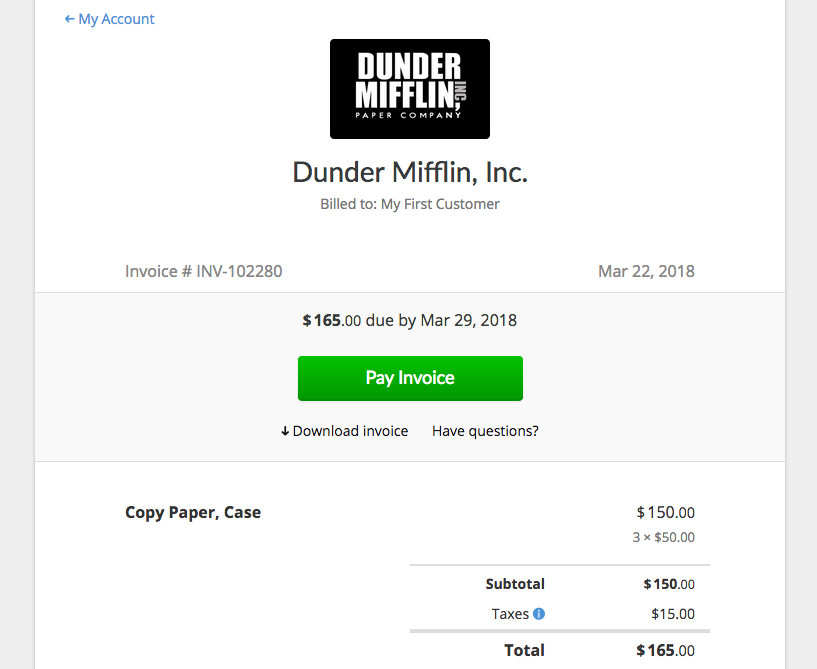 ← My Account
DUNDER
MIFFLIN, INC
PAPER COMPANY
Dunder Mifflin, Inc.
Billed to: My First Customer
Invoice # INV-102280 Mar 22, 2018
$165.00 due by Mar 29, 2018
Pay Invoice
↓ Download invoice Have questions?
Copy Paper, Case $150.00
3 × $50.00
Subtotal $150.00
Taxes i $15.00
Total $165.00